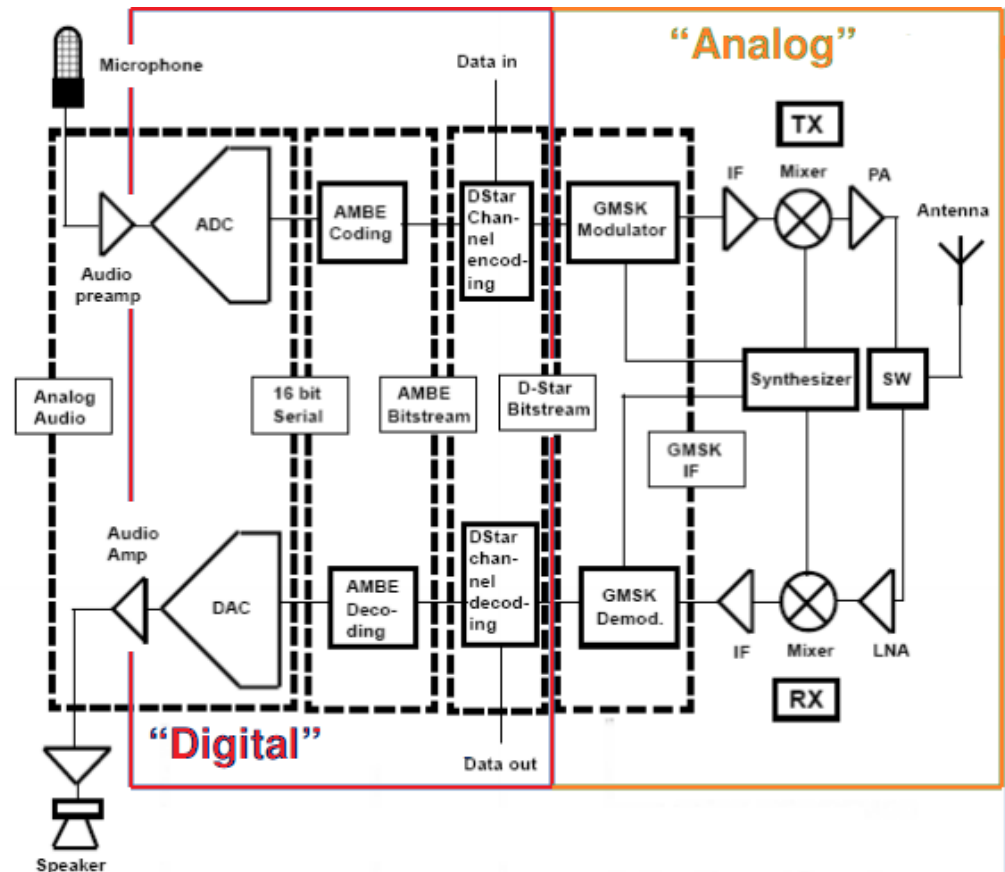 “Analog”
Microphone
Data in
TX
IF
Mixer
PA
Antenna
ADC
AMBE
Coding
DStar
Chan-
nel
encod-
ing
GMSK
Modulator
Audio
preamp
Analog
Audio
16 bit
Serial
AMBE
Bitstream
D-Star
Bitstream
Synthesizer
SW
GMSK
IF
Audio
Amp
DAC
AMBE
Deco-
ding
DStar
chan-
nel
decod-
ing
GMSK
Demod.
IF
Mixer
LNA
RX
“Digital”
Data out
Speaker